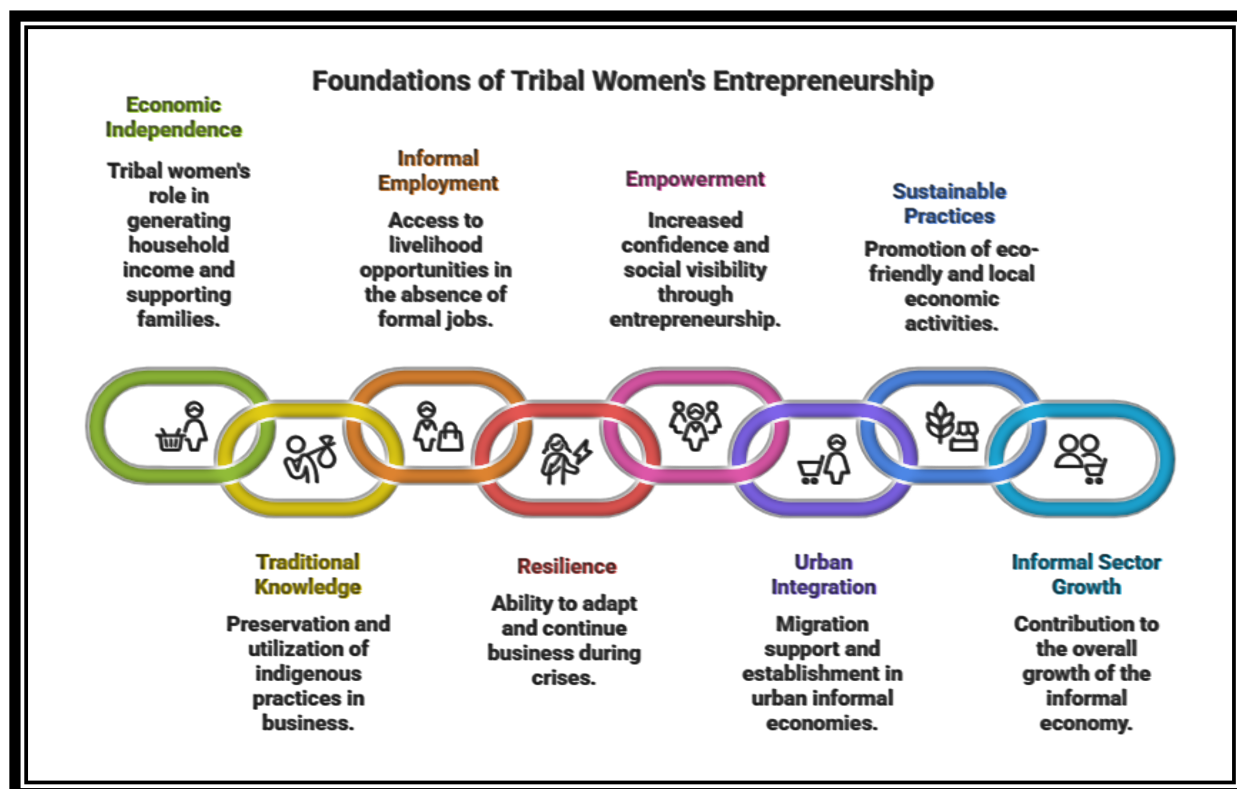 Foundations of Tribal Women's Entrepreneurship
Economic
Independence
Tribal women's
role in
generating
household
income and
supporting
families.
Informal
Employment
Access to
livelihood
opportunities in
the absence of
formal jobs.
Empowerment
Increased
confidence and
social visibility
through
entrepreneurship.
Sustainable
Practices
Promotion of eco-
friendly and local
economic
activities.
Traditional
Knowledge
Preservation and
utilization of
indigenous
practices in
business.
Resilience
Ability to adapt
and continue
business during
crises.
Urban
Integration
Migration
support and
establishment in
urban informal
economies.
Informal Sector
Growth
Contribution to
the overall
growth of the
informal
economy.